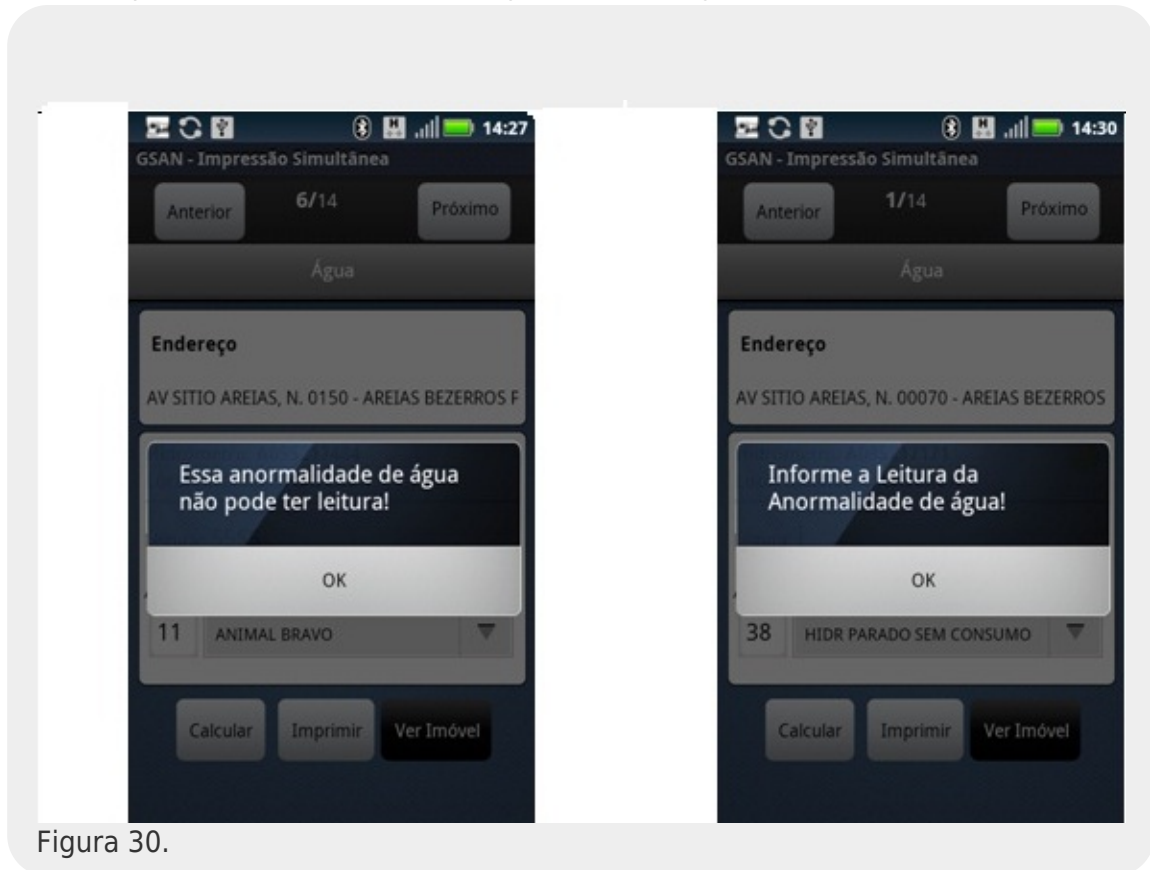 14:27
GSAN - Impressão Simultânea
Anterior 6/14 Próximo
Água
Endereço
AV SITIO AREIAS, N. 0150 - AREIAS BEZERROS F
Essa anormalidade de água
não pode ter leitura!
OK
11 ANIMAL BRAVO
Calcular Imprimir Ver Imóvel
14:30
GSAN - Impressão Simultânea
Anterior 1/14 Próximo
Água
Endereço
AV SITIO AREIAS, N. 00070 - AREIAS BEZERROS
Informe a Leitura da
Anormalidade de água!
OK
38 HIDR PARADO SEM CONSUMO
Calcular Imprimir Ver Imóvel
Figura 30.